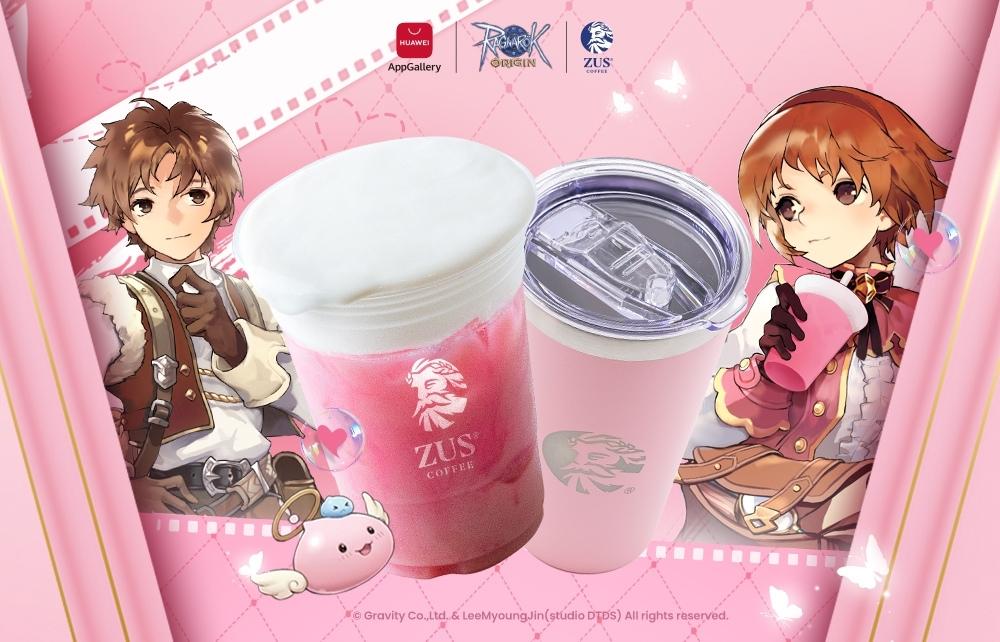 HUAWEI
AppGallery
RAGNAROK
ORIGIN
ZUS®
COFFEE
ZUS®
COFFEE
®
© Gravity Co.,Ltd. & LeeMyoungJin(studio DTDS) All rights reserved.